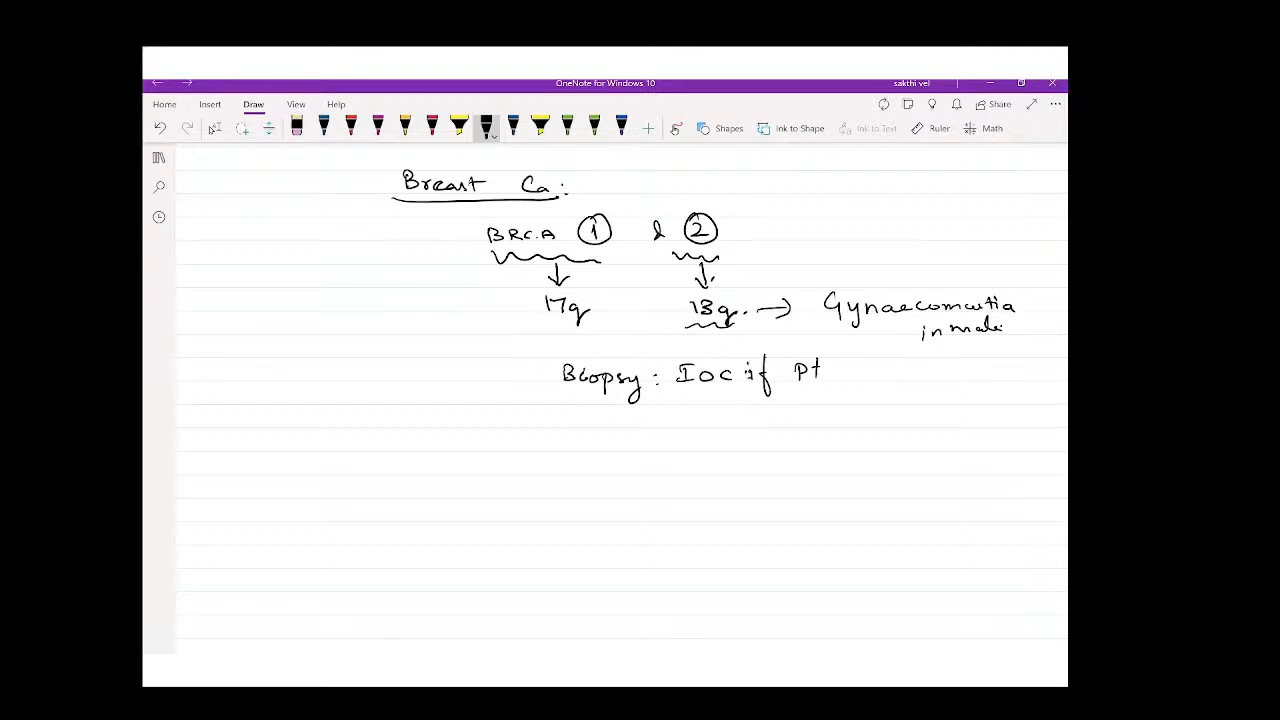 OneNote for Windows 10
sakthi vel
Home Insert Draw View Help
Share
Shapes Ink to Shape Ink to Text Ruler Math
Breast Ca:
BRCA 1 & 2
17q 13q. → Gynaecomastia
in male
Biopsy: IOC if Pt